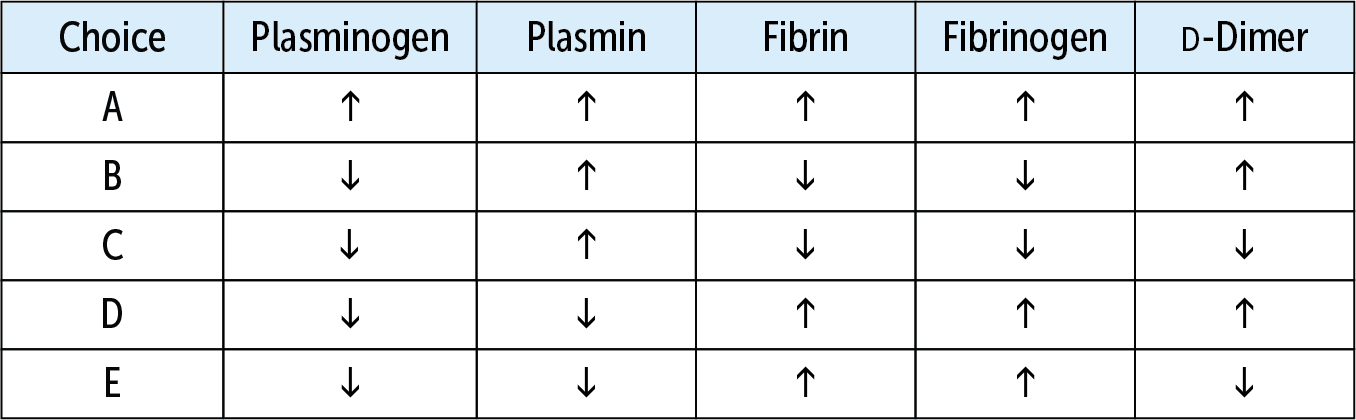 Choice Plasminogen Plasmin Fibrin Fibrinogen D-Dimer
A ↑ ↑ ↑ ↑ ↑
B ↓ ↑ ↓ ↓ ↑
C ↓ ↑ ↓ ↓ ↓
D ↓ ↓ ↑ ↑ ↑
E ↓ ↓ ↑ ↑ ↓